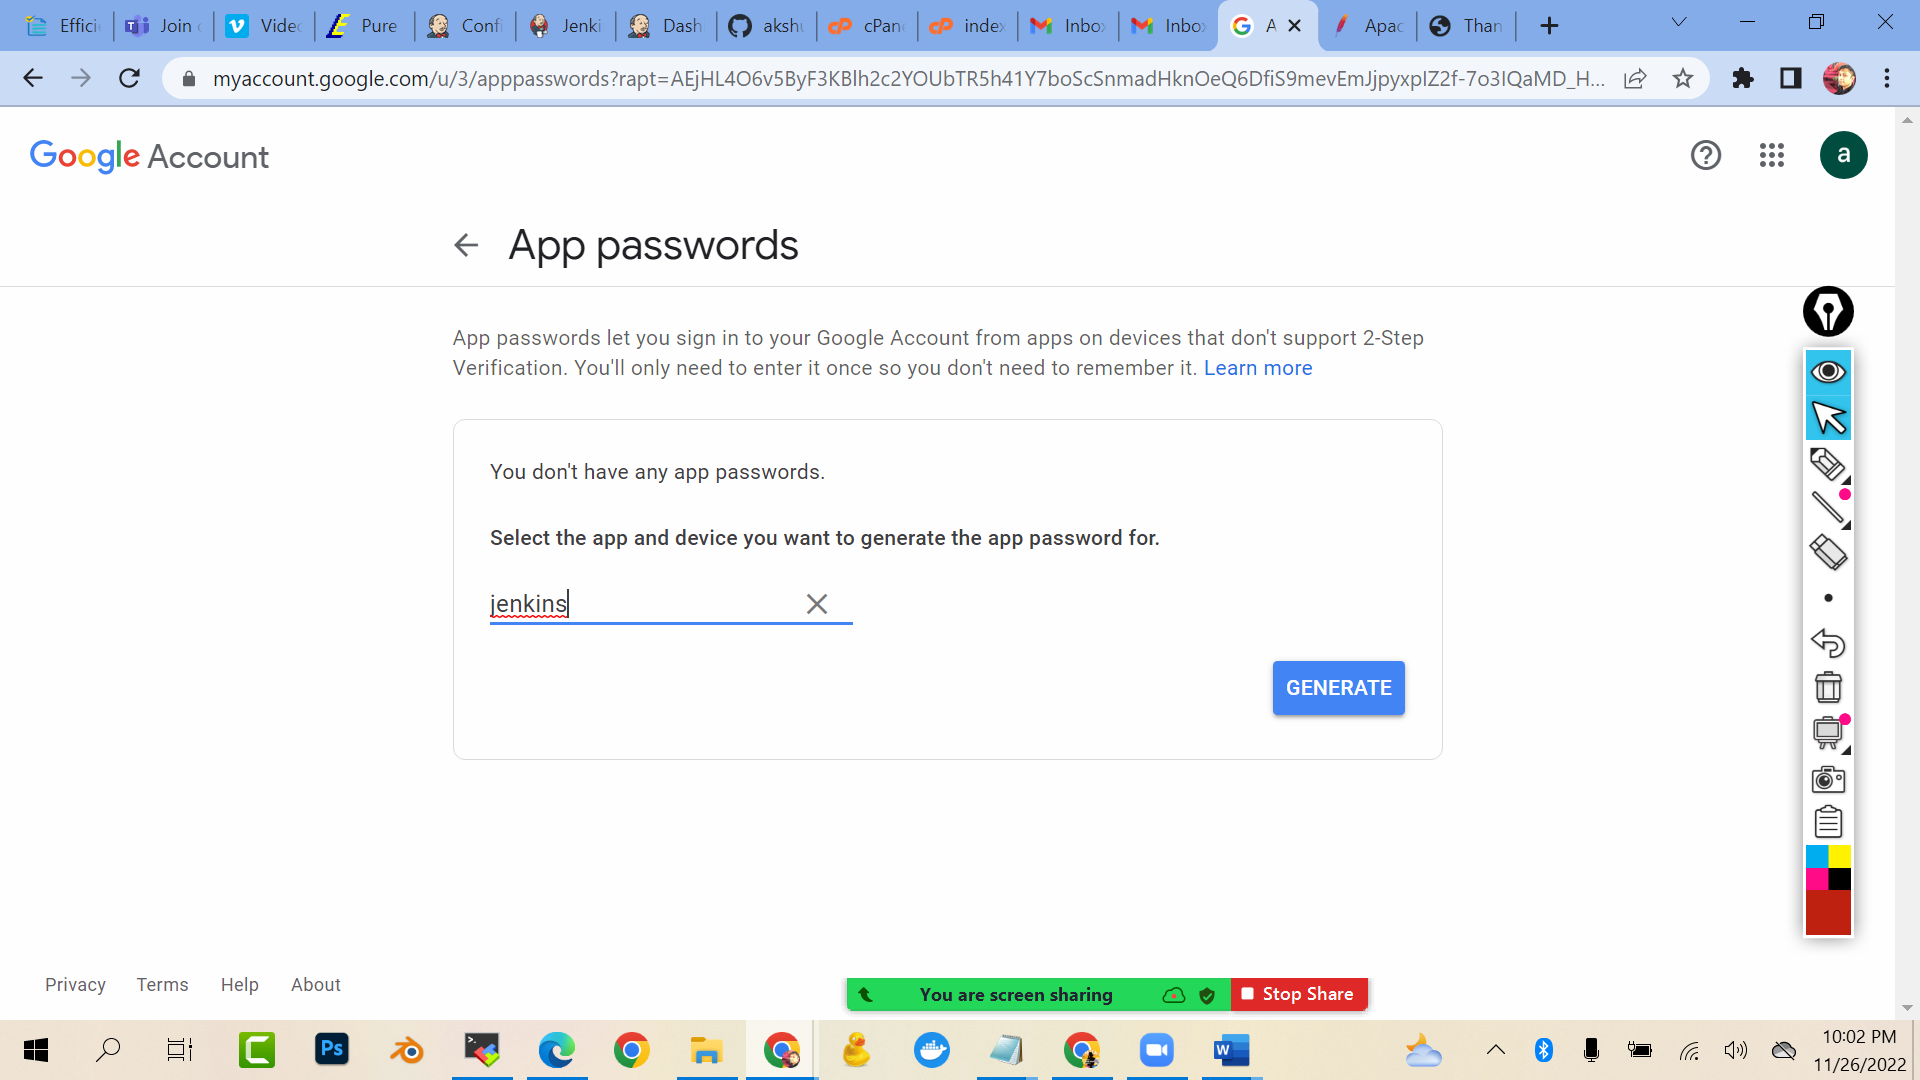 Effici
Join
Vided
Pure
Confi
Jenki
Dash
akshu
cPane
index
Inbox
Inbox
A
Apac
Than
myaccount.google.com/u/3/apppasswords?rapt=AEjHL4O6v5ByF3KBlh2c2YOUbTR5h41Y7boScSnmadHknOeQ6DfiS9mevEmJjpyxpIZ2f-7o3IQaMD_H...
Google Account
a
App passwords
App passwords let you sign in to your Google Account from apps on devices that don't support 2-Step
Verification. You'll only need to enter it once so you don't need to remember it. Learn more
You don't have any app passwords.
Select the app and device you want to generate the app password for.
jenkins
GENERATE
Privacy
Terms
Help
About
You are screen sharing
Stop Share
10:02 PM
11/26/2022